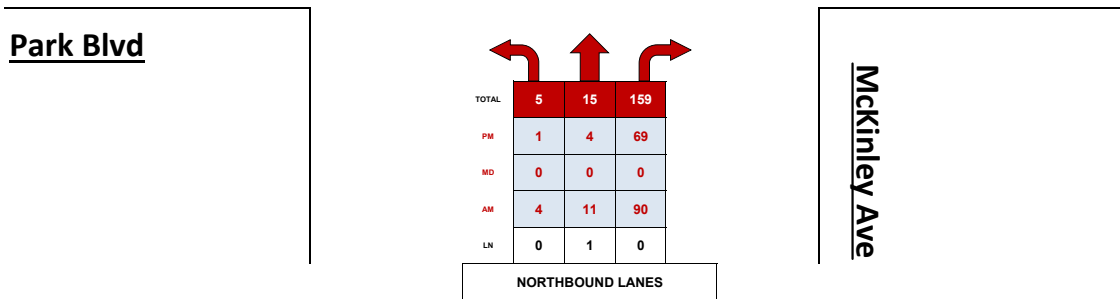 Park Blvd
McKinley Ave
TOTAL 5 15 159
PM 1 4 69
MD 0 0 0
AM 4 11 90
LN 0 1 0
NORTHBOUND LANES